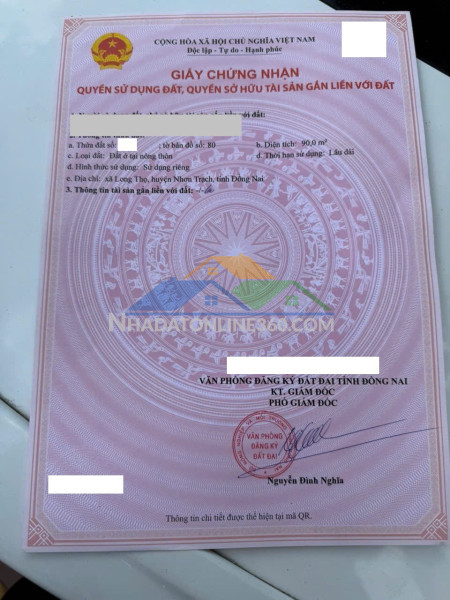 CỘNG HÒA XÃ HỘI CHỦ NGHĨA VIỆT NAM
Độc lập - Tự do - Hạnh phúc
GIẤY CHỨNG NHẬN
QUYỀN SỬ DỤNG ĐẤT, QUYỀN SỞ HỮU TÀI SẢN GẮN LIỀN VỚI ĐẤT
liền với đất:
a. Thửa đất số: ; tờ bản đồ số: 80 b. Diện tích: 90,0 m²
c. Loại đất: Đất ở tại nông thôn d. Thời hạn sử dụng: Lâu dài
đ. Hình thức sử dụng: Sử dụng riêng
e. Địa chỉ: xã Long Thọ, huyện Nhơn Trạch, tỉnh Đồng Nai
3. Thông tin tài sản gắn liền với đất: -/-
NHADATONLINE360.COM
VĂN PHÒNG ĐĂNG KÝ ĐẤT ĐAI TỈNH ĐỒNG NAI
KT. GIÁM ĐỐC
PHÓ GIÁM ĐỐC
VĂN PHÒNG
ĐĂNG KÝ
ĐẤT ĐAI
Nguyễn Đình Nghĩa
Thông tin chi tiết được thể hiện tại mã QR.